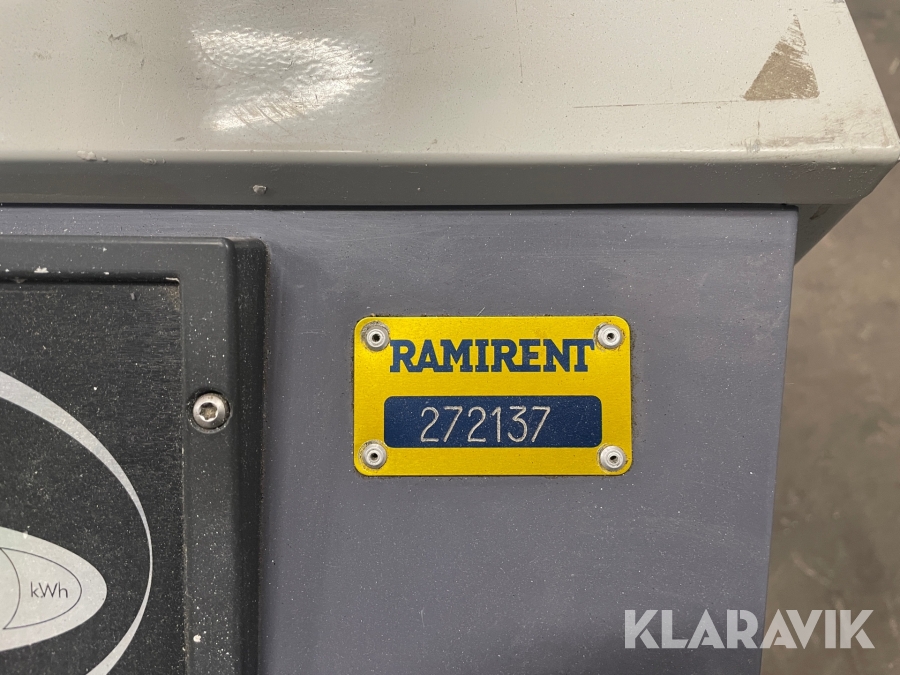 RAMIRENT
272137
kWh
KLARAVIK